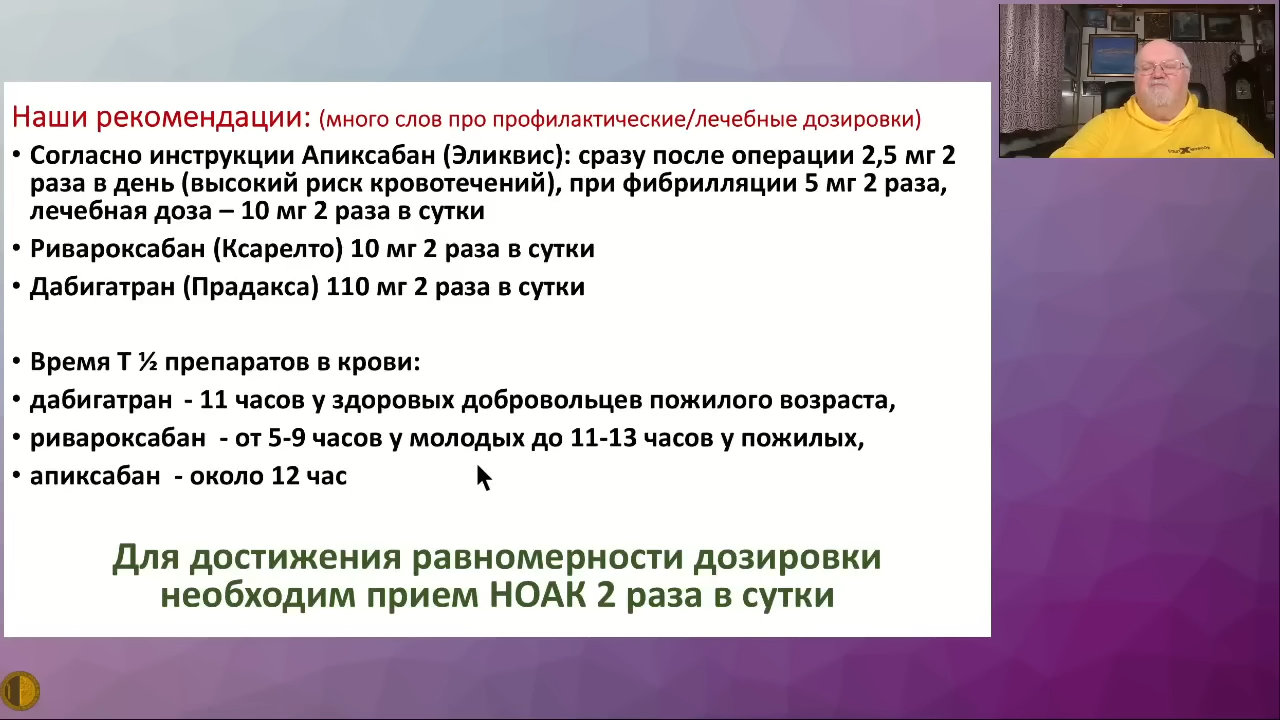 Наши рекомендации: (много слов про профилактические/лечебные дозировки)
• Согласно инструкции Апиксабан (Эликвис): сразу после операции 2,5 мг 2
раза в день (высокий риск кровотечений), при фибрилляции 5 мг 2 раза,
лечебная доза – 10 мг 2 раза в сутки
• Ривароксабан (Ксарелто) 10 мг 2 раза в сутки
• Дабигатран (Прадакса) 110 мг 2 раза в сутки
• Время Т ½ препаратов в крови:
• дабигатран - 11 часов у здоровых добровольцев пожилого возраста,
• ривароксабан - от 5-9 часов у молодых до 11-13 часов у пожилых,
• апиксабан - около 12 час
Для достижения равномерности дозировки
необходим прием НОАК 2 раза в сутки